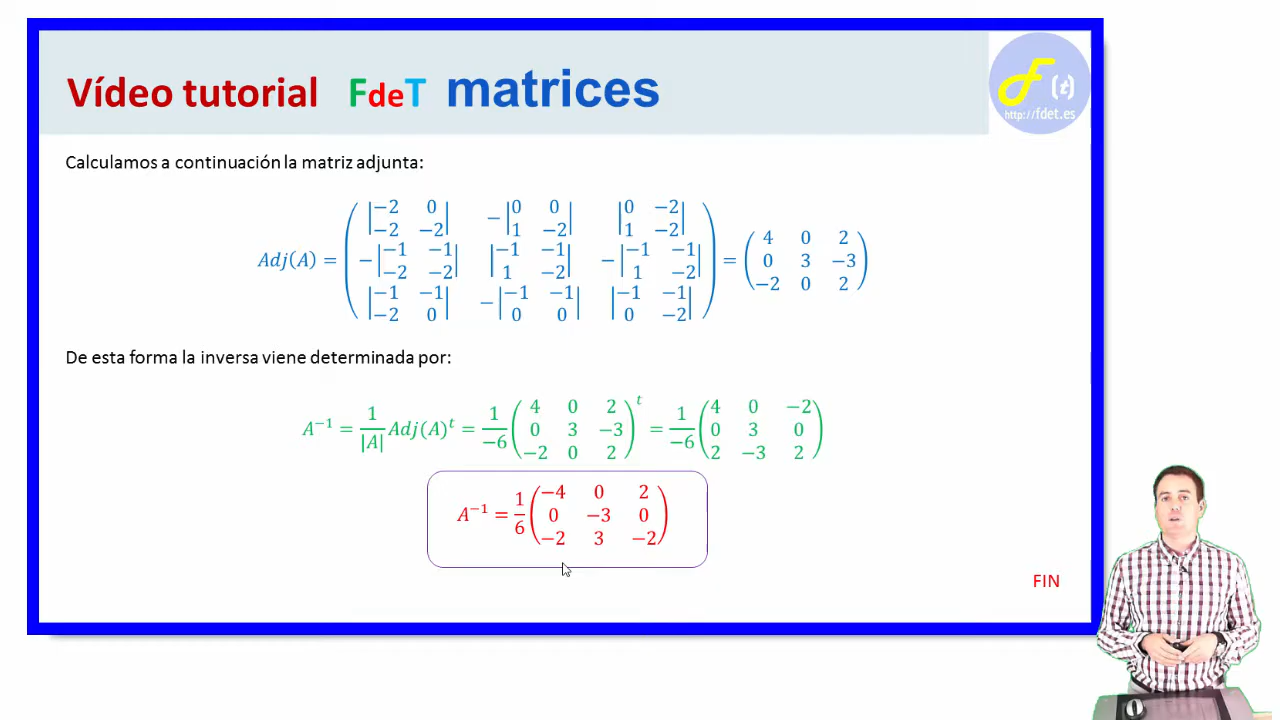 Vídeo tutorial FdeT matrices
F(t)
http://fdet.es
Calculamos a continuación la matriz adjunta:
Adj(A) = ( |−2 0; −2 −2| −|0 0; 1 −2| |0 −2; 1 −2| ; −|−1 −1; −2 −2| |−1 −1; 1 −2| −|−1 −1; 1 −2| ; |−1 −1; −2 0| −|−1 −1; 0 0| |−1 −1; 0 −2| ) = ( 4 0 2; 0 3 −3; −2 0 2 )
De esta forma la inversa viene determinada por:
A⁻¹ = 1/|A| Adj(A)ᵗ = 1/−6 ( 4 0 2; 0 3 −3; −2 0 2 )ᵗ = 1/−6 ( 4 0 −2; 0 3 0; 2 −3 2 )
A⁻¹ = 1/6 ( −4 0 2; 0 −3 0; −2 3 −2 )
FIN